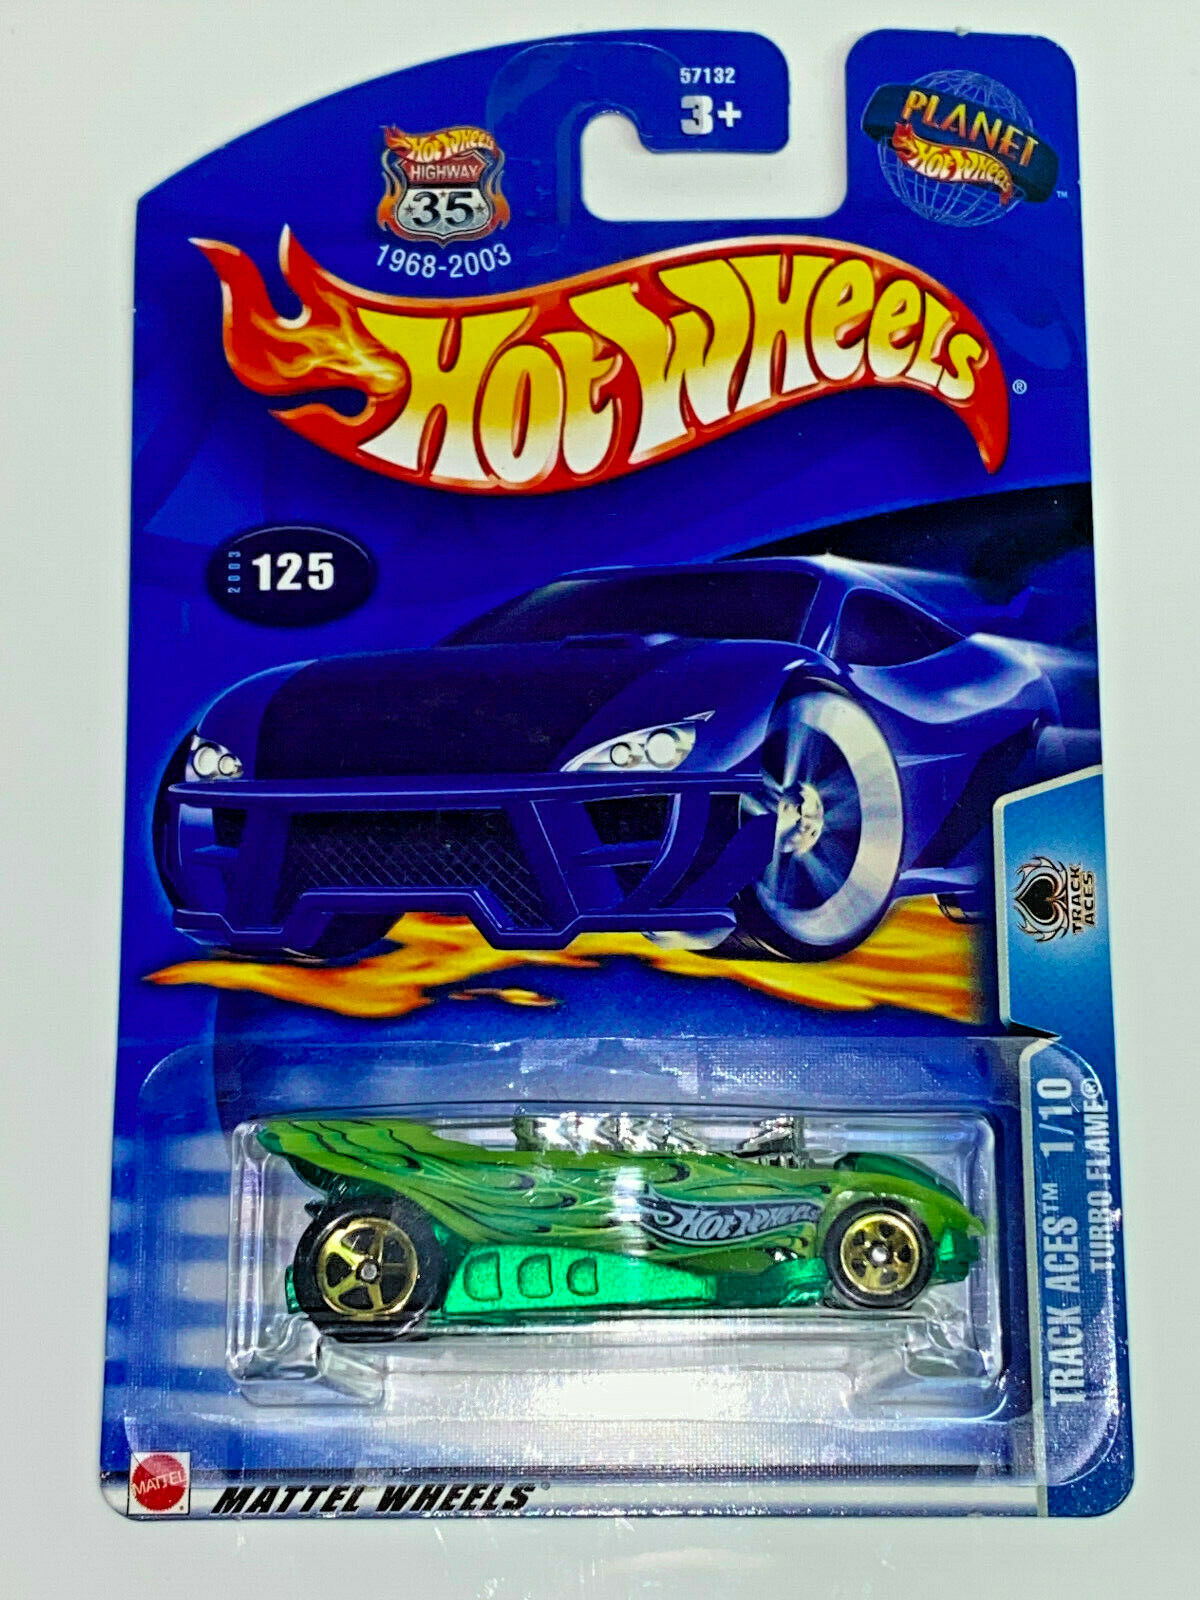 57132
3+
PLANET
HOT WHEELS
™
HOT WHEELS
HIGHWAY
35
1968-2003
HOT WHEELS
®
2003
125
TRACK
ACES
TRACK ACES™ 1/10
TURBO FLAME®
HOT WHEELS
MATTEL
®
MATTEL WHEELS®